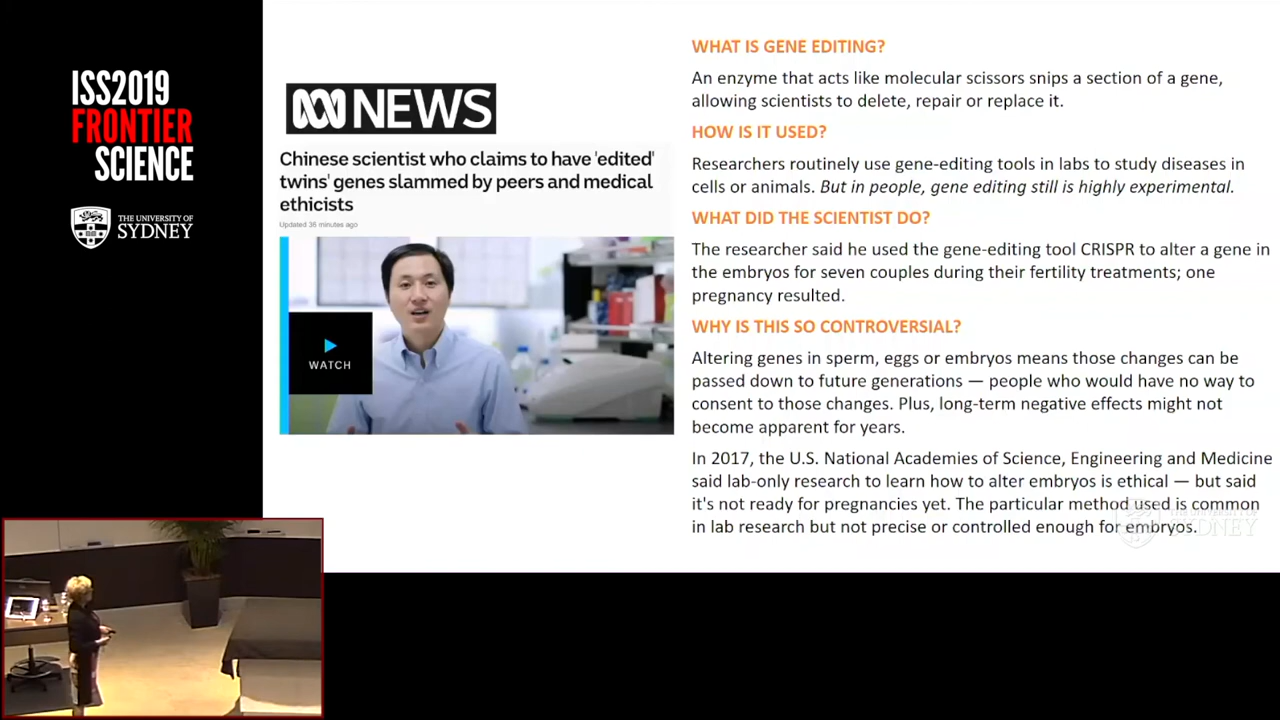 ISS2019
FRONTIER
SCIENCE
THE UNIVERSITY OF
SYDNEY
NEWS
Chinese scientist who claims to have 'edited'
twins' genes slammed by peers and medical
ethicists
Updated 36 minutes ago
WATCH
WHAT IS GENE EDITING?
An enzyme that acts like molecular scissors snips a section of a gene,
allowing scientists to delete, repair or replace it.
HOW IS IT USED?
Researchers routinely use gene-editing tools in labs to study diseases in
cells or animals. But in people, gene editing still is highly experimental.
WHAT DID THE SCIENTIST DO?
The researcher said he used the gene-editing tool CRISPR to alter a gene in
the embryos for seven couples during their fertility treatments; one
pregnancy resulted.
WHY IS THIS SO CONTROVERSIAL?
Altering genes in sperm, eggs or embryos means those changes can be
passed down to future generations — people who would have no way to
consent to those changes. Plus, long-term negative effects might not
become apparent for years.
In 2017, the U.S. National Academies of Science, Engineering and Medicine
said lab-only research to learn how to alter embryos is ethical — but said
it's not ready for pregnancies yet. The particular method used is common
in lab research but not precise or controlled enough for embryos.
THE UNIVERSITY OF
SYDNEY